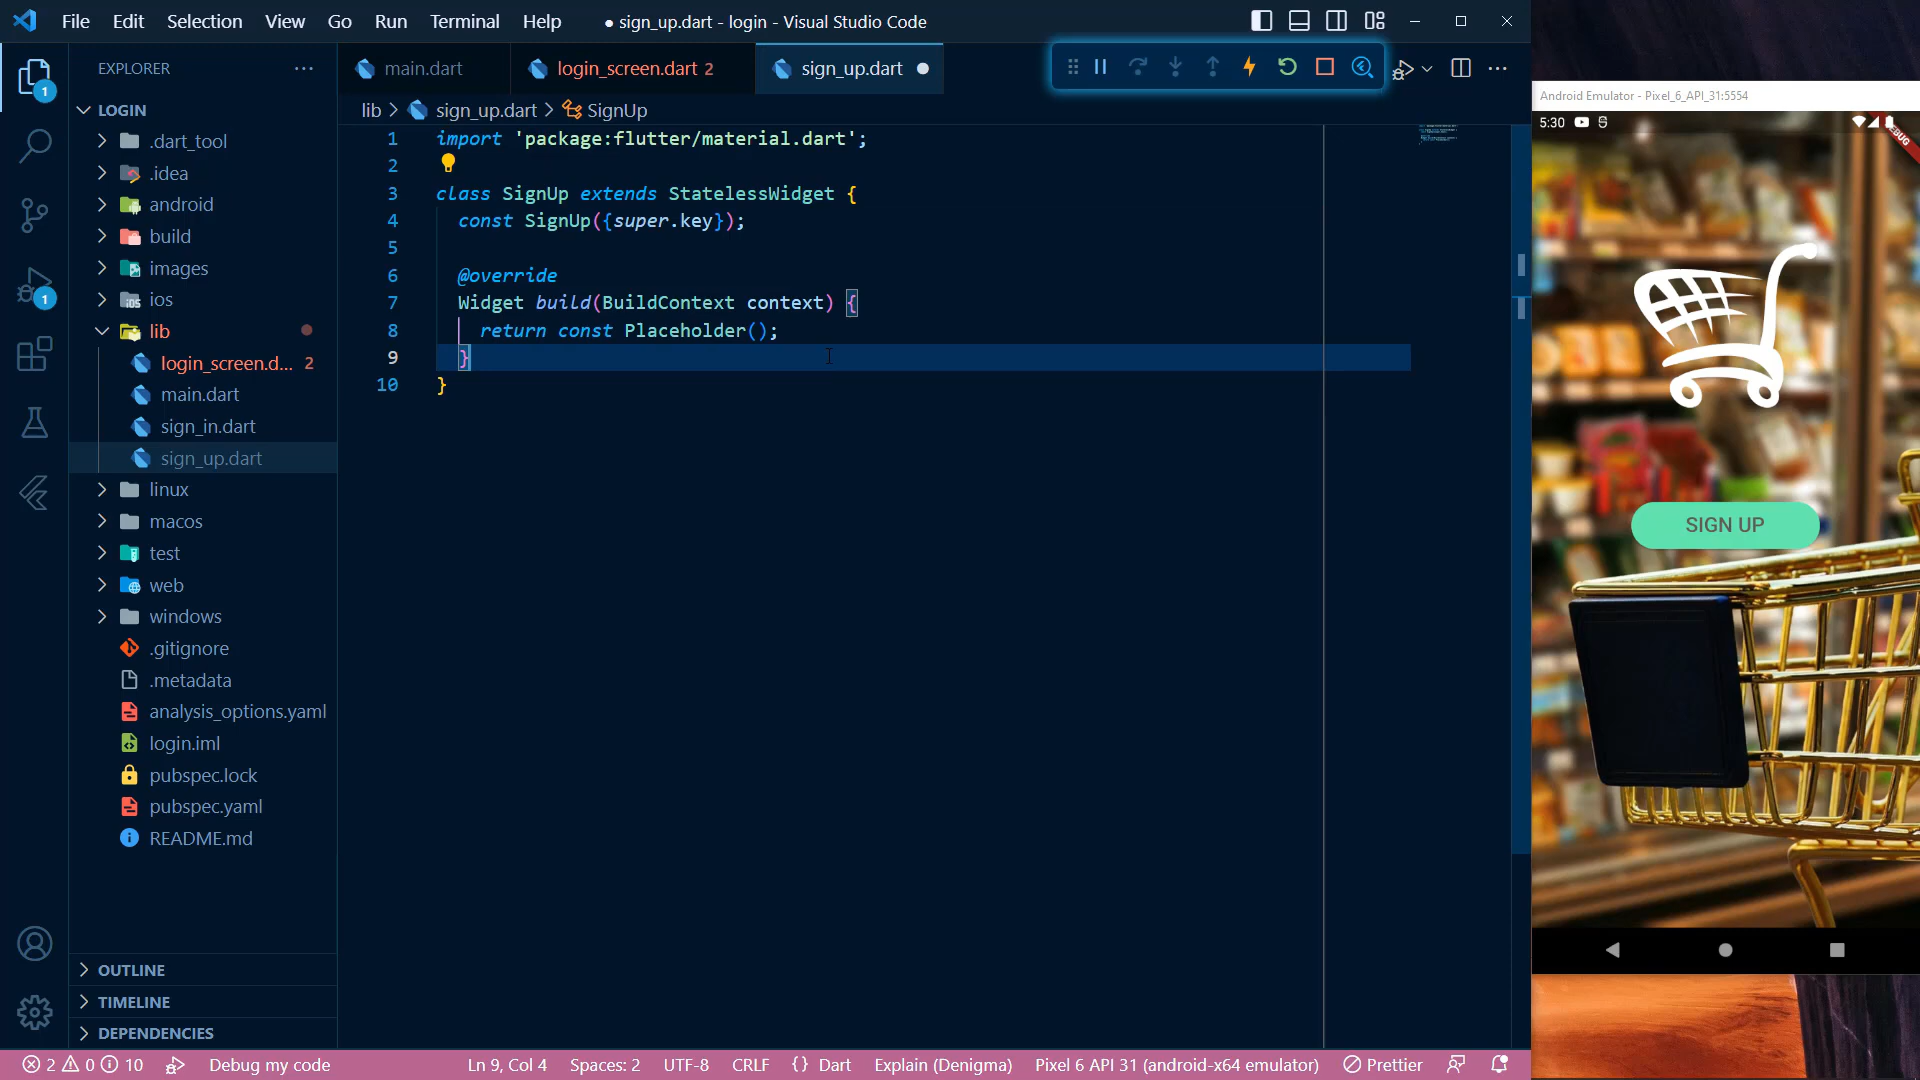 File Edit Selection View Go Run Terminal Help
● sign_up.dart - login - Visual Studio Code
EXPLORER
1
LOGIN
.dart_tool
.idea
android
build
images
1
ios
lib
login_screen.d... 2
main.dart
sign_in.dart
sign_up.dart
linux
macos
test
web
windows
.gitignore
.metadata
analysis_options.yaml
login.iml
pubspec.lock
pubspec.yaml
README.md
OUTLINE
TIMELINE
DEPENDENCIES
main.dart login_screen.dart 2 sign_up.dart
lib > sign_up.dart > SignUp
1 import 'package:flutter/material.dart';
2
3 class SignUp extends StatelessWidget {
4 const SignUp({super.key});
5
6 @override
7 Widget build(BuildContext context) {
8 return const Placeholder();
9 }
10 }
Android Emulator - Pixel_6_API_31:5554
5:30
DEBUG
SIGN UP
2 0 10 Debug my code Ln 9, Col 4 Spaces: 2 UTF-8 CRLF {} Dart Explain (Denigma) Pixel 6 API 31 (android-x64 emulator) Prettier